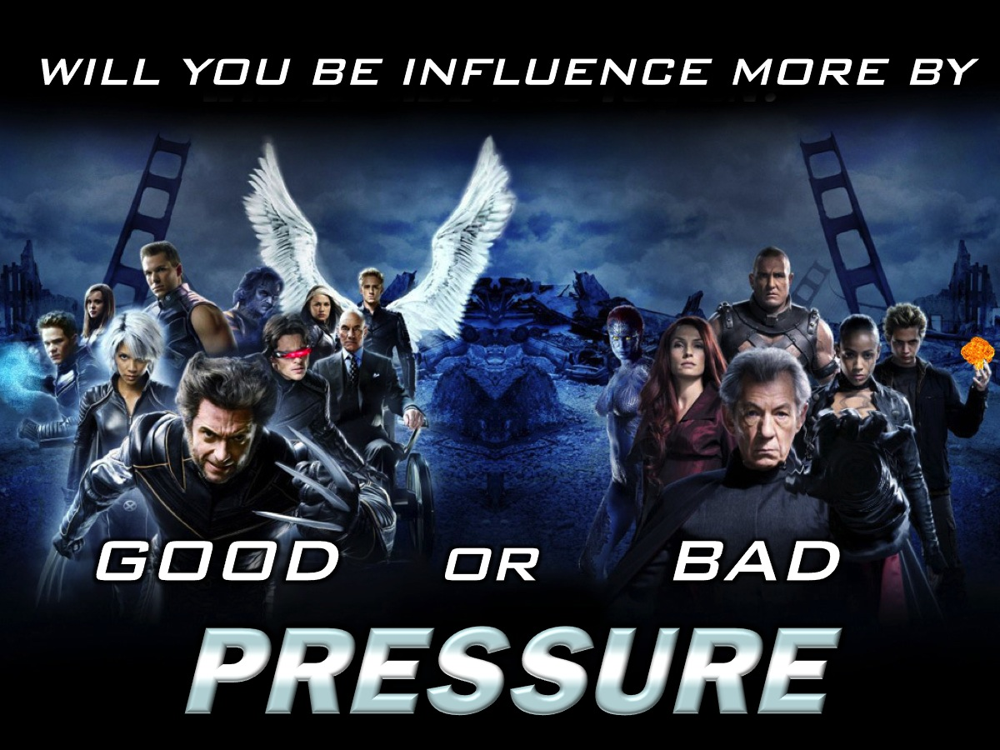 WILL YOU BE INFLUENCE MORE BY
GOOD OR BAD
PRESSURE